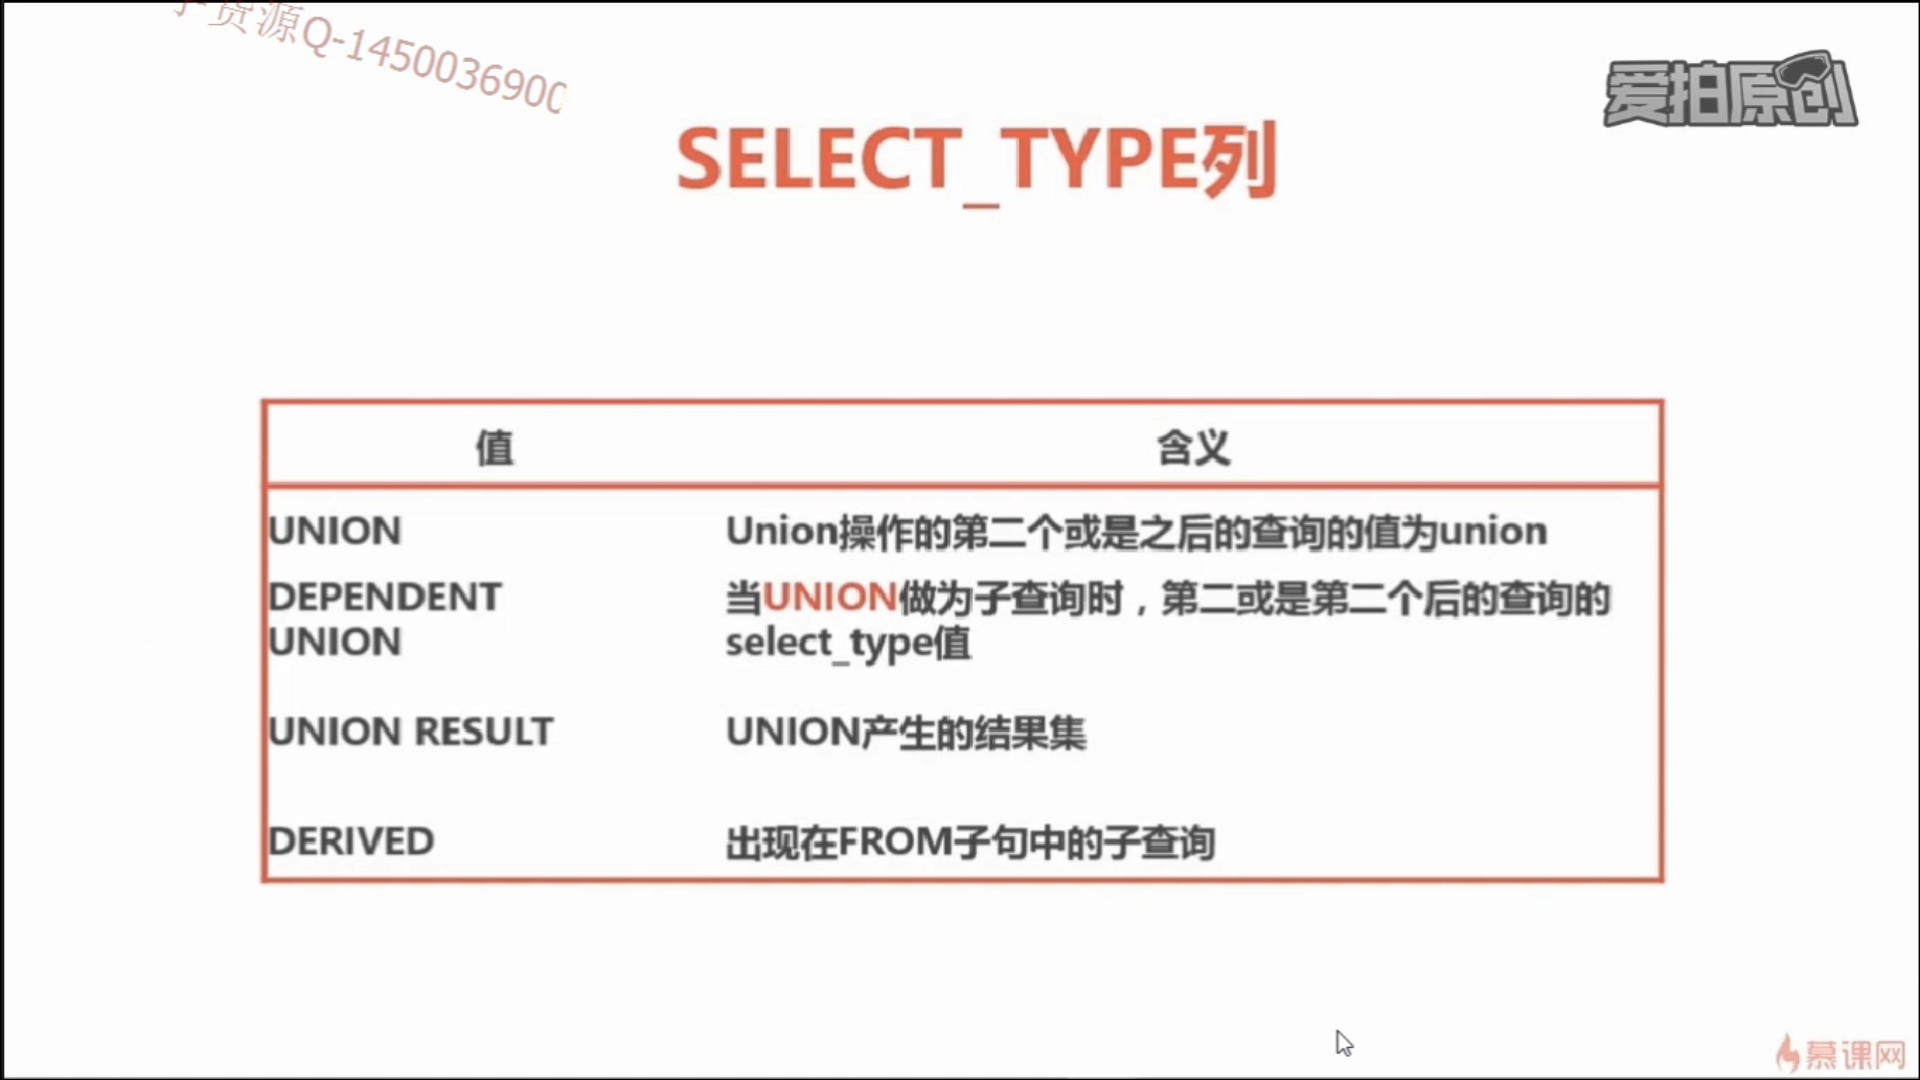 资源Q-1450036900
爱拍原创
SELECT_TYPE列
值 含义
UNION Union操作的第二个或是之后的查询的值为union
DEPENDENT UNION 当UNION做为子查询时，第二或是第二个后的查询的
select_type值
UNION RESULT UNION产生的结果集
DERIVED 出现在FROM子句中的子查询
慕课网